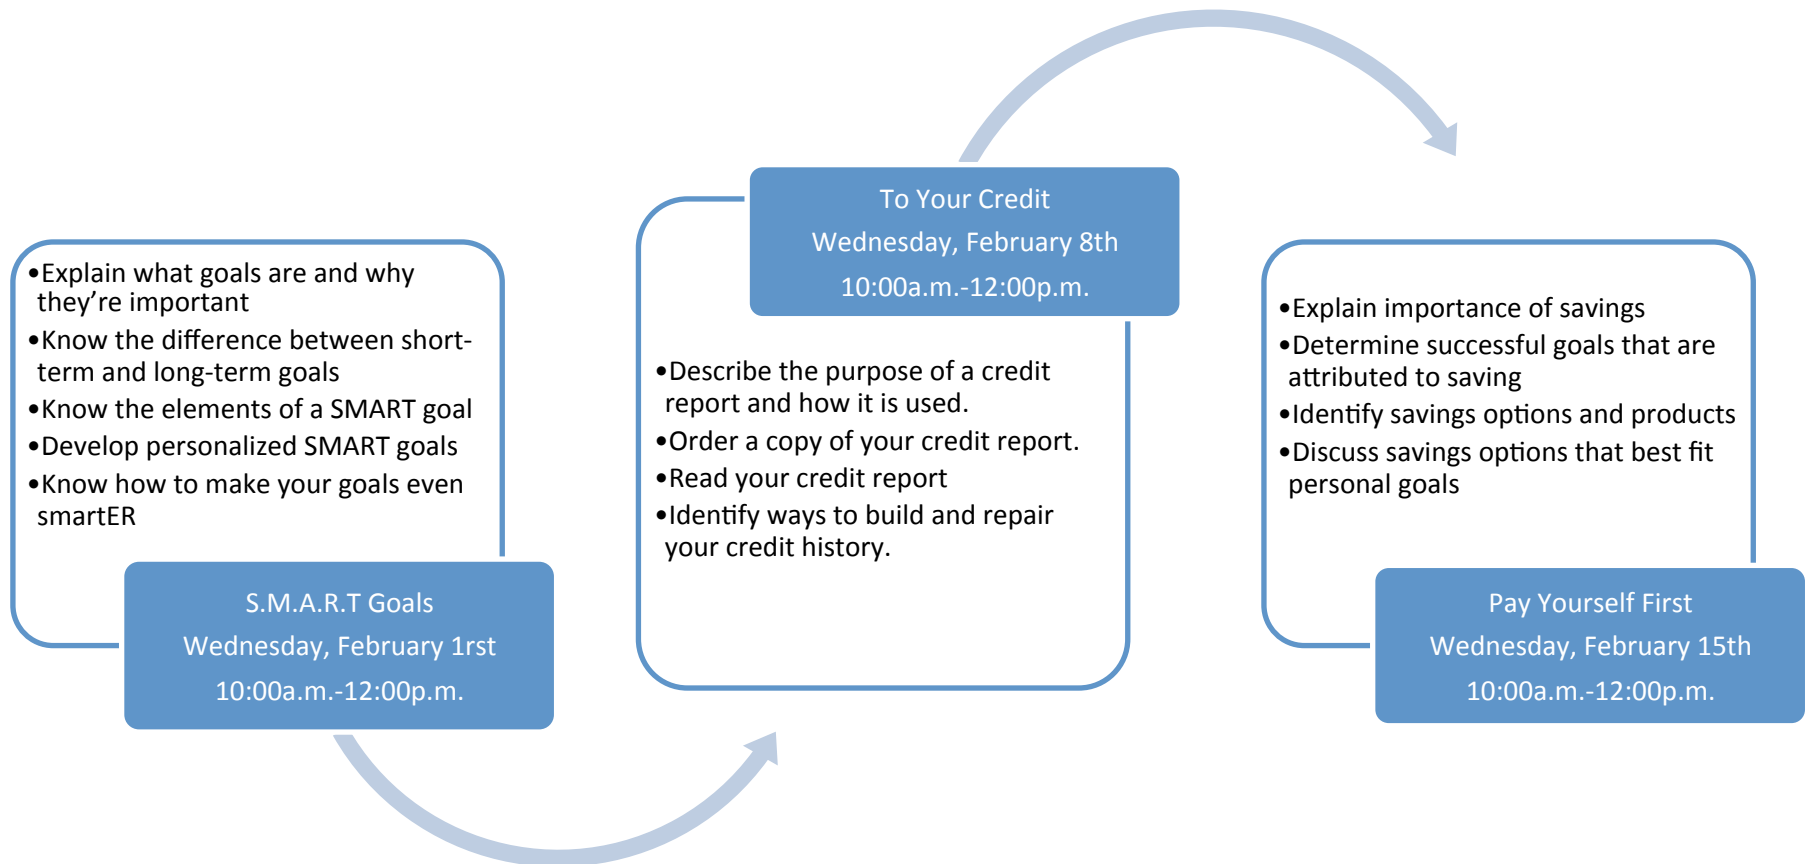 •Explain what goals are and why
they’re important
•Know the difference between short-
term and long-term goals
•Know the elements of a SMART goal
•Develop personalized SMART goals
•Know how to make your goals even
smartER
S.M.A.R.T Goals
Wednesday, February 1rst
10:00a.m.-12:00p.m.
To Your Credit
Wednesday, February 8th
10:00a.m.-12:00p.m.
•Describe the purpose of a credit
report and how it is used.
•Order a copy of your credit report.
•Read your credit report
•Identify ways to build and repair
your credit history.
•Explain importance of savings
•Determine successful goals that are
attributed to saving
•Identify savings options and products
•Discuss savings options that best fit
personal goals
Pay Yourself First
Wednesday, February 15th
10:00a.m.-12:00p.m.